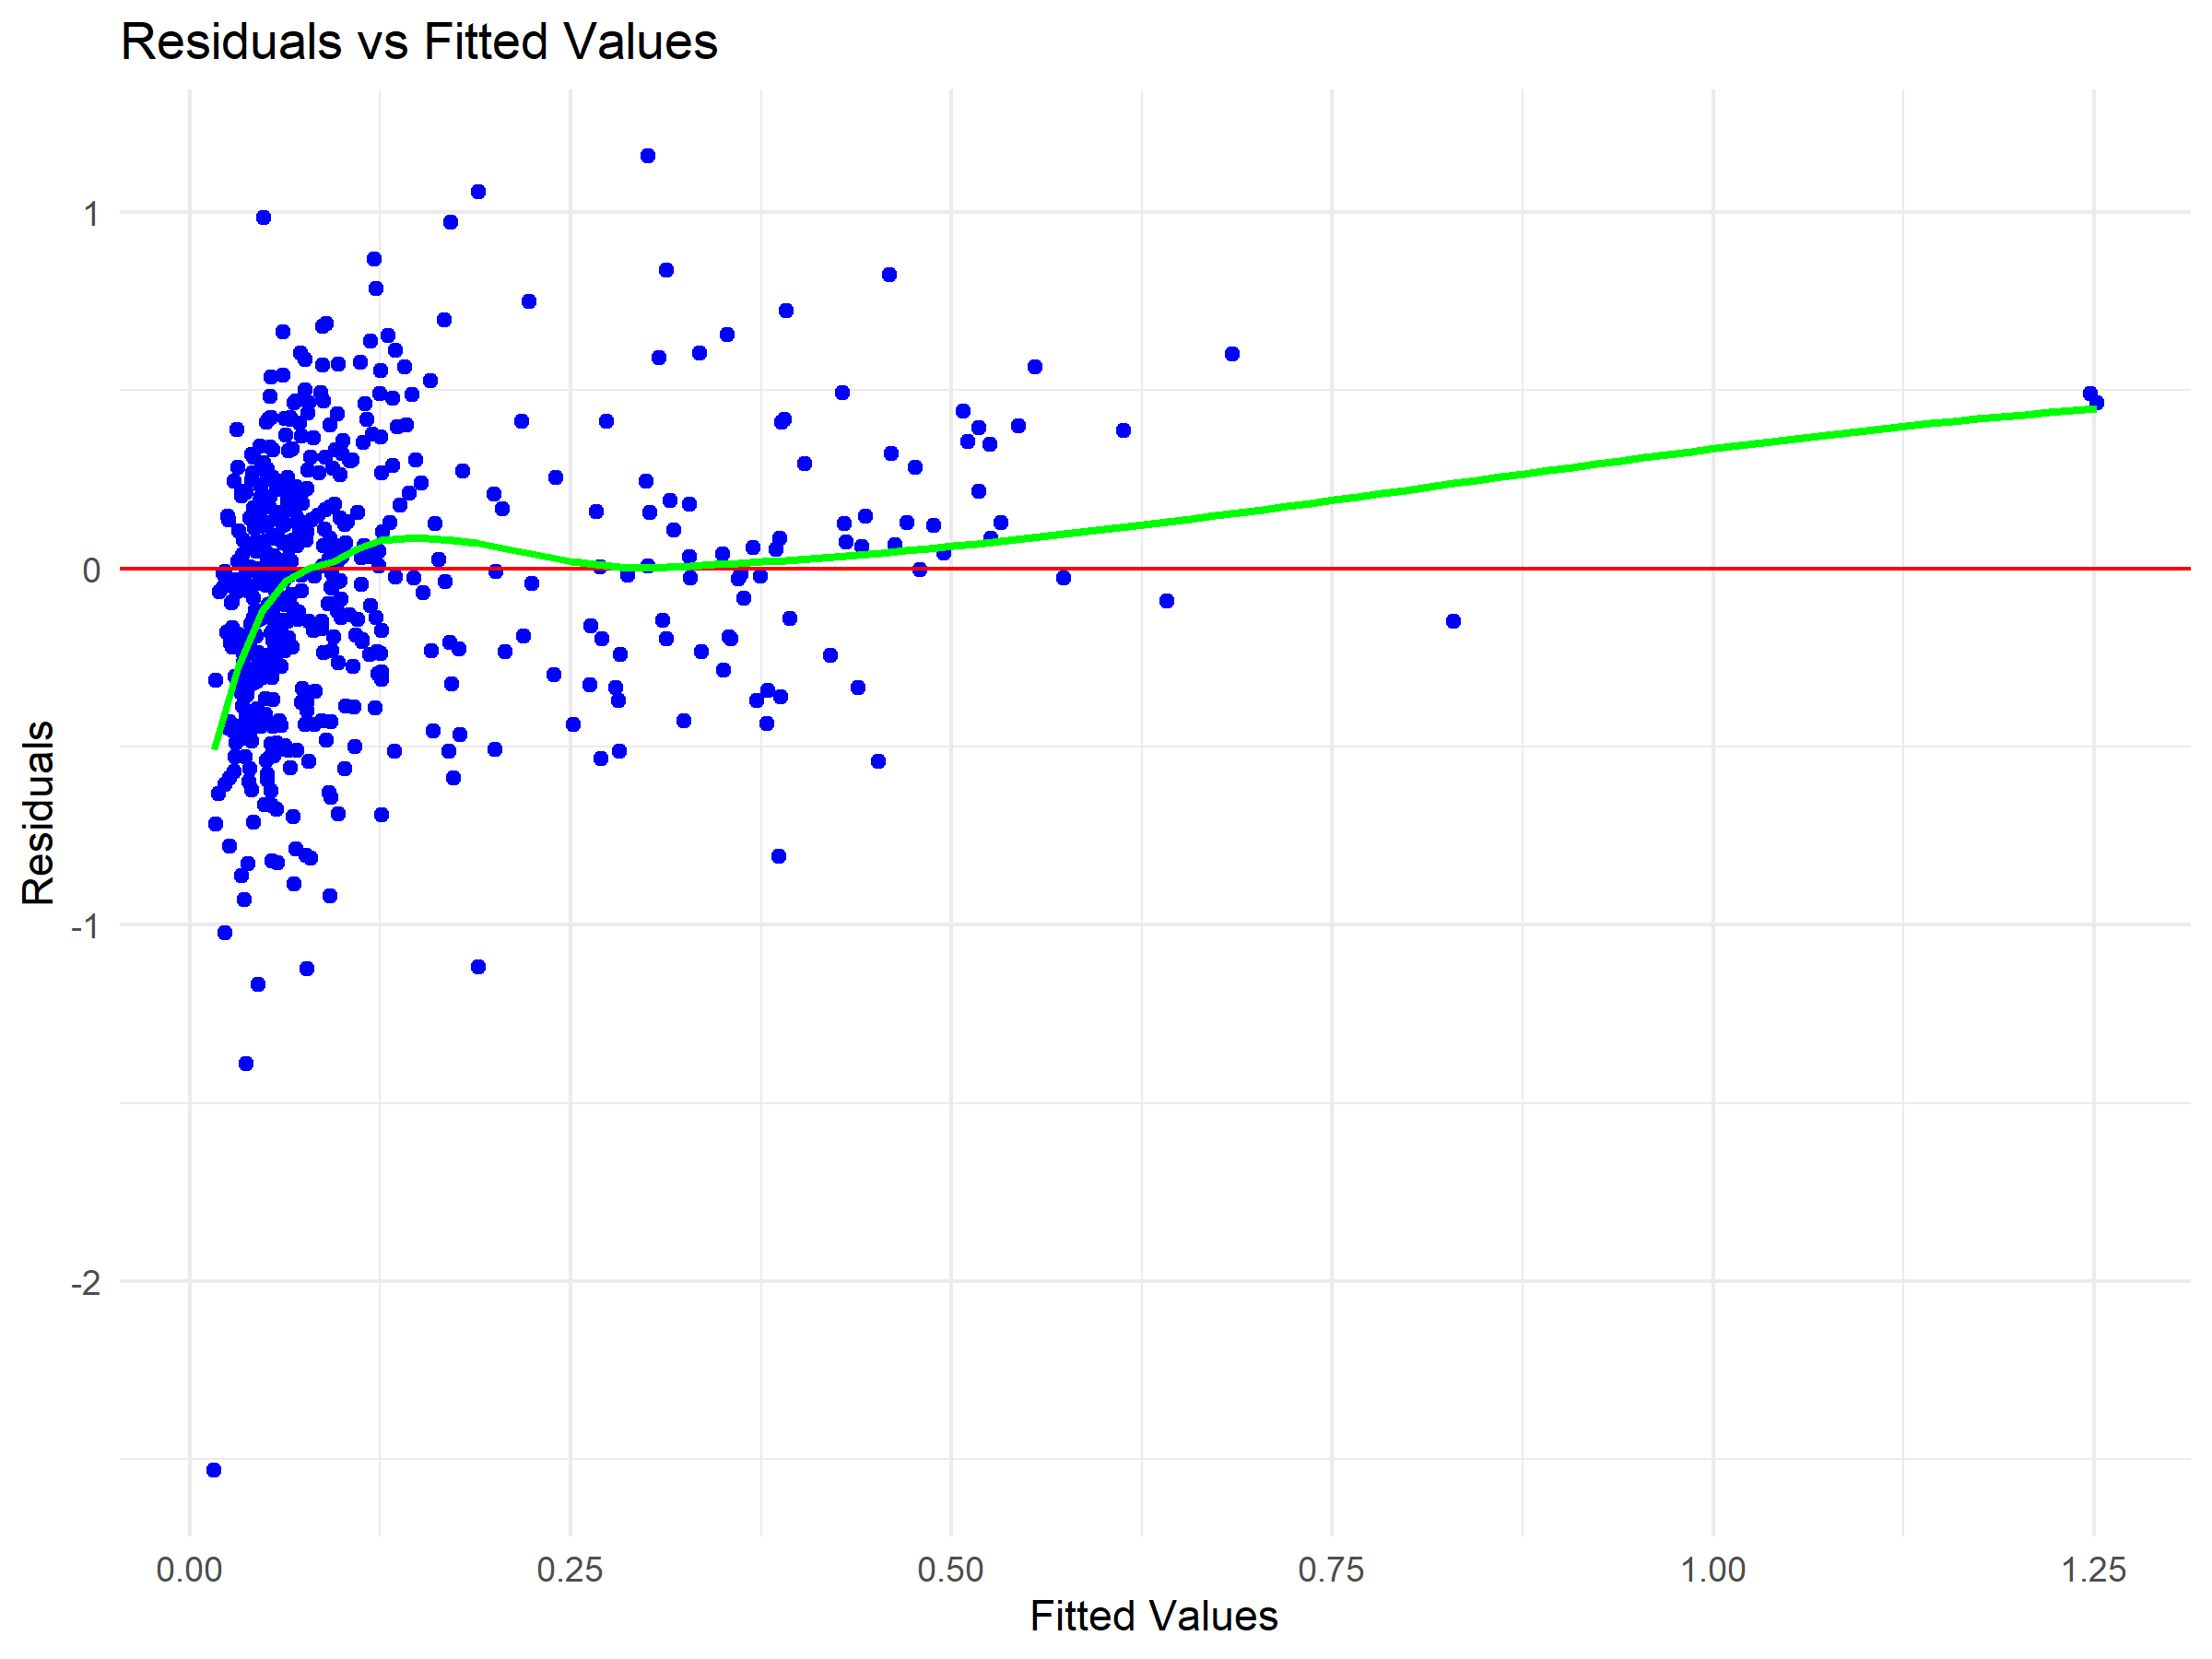 Residuals vs Fitted Values
1
0
-1
-2
Residuals
0.00 0.25 0.50 0.75 1.00 1.25
Fitted Values